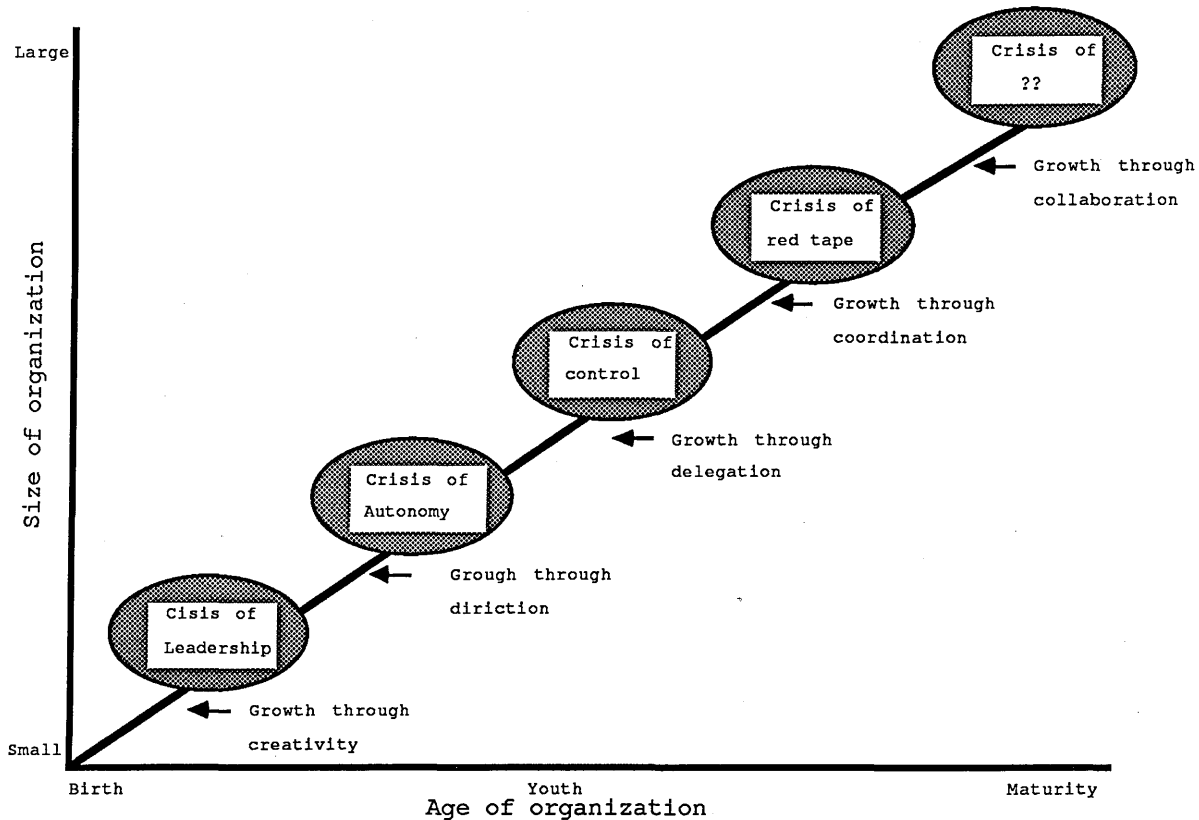 Large
Crisis of
??
Growth through
collaboration
Crisis of
red tape
Growth through
coordination
Crisis of
control
Growth through
delegation
Crisis of
Autonomy
Grough through
diriction
Cisis of
Leadership
Growth through
creativity
Small
Size of organization
Birth
Youth
Maturity
Age of organization